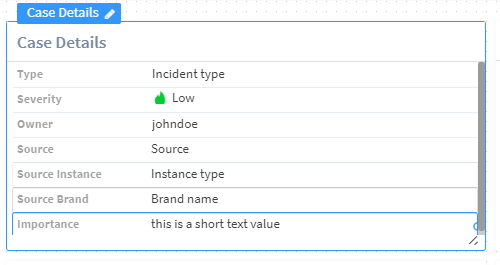 Case Details
Case Details
Type Incident type
Severity Low
Owner johndoe
Source Source
Source Instance Instance type
Source Brand Brand name
Importance this is a short text value